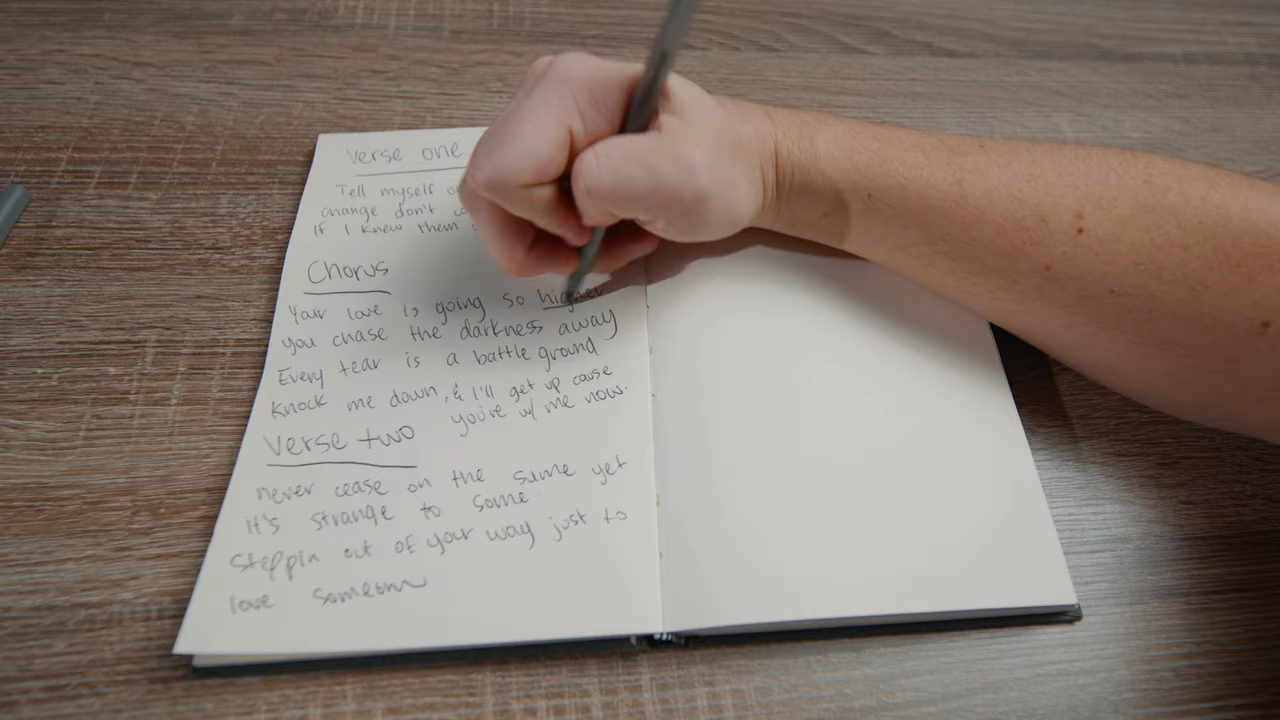 Verse one
Tell myself
change don't
If I knew them
Chorus
Your love is going so higher
you chase the darkness away
Every tear is a battle ground
Knock me down, & I'll get up cause
you're w/ me now.
Verse two
never cease on the same yet
it's strange to some
steppin out of your way just to
love someone